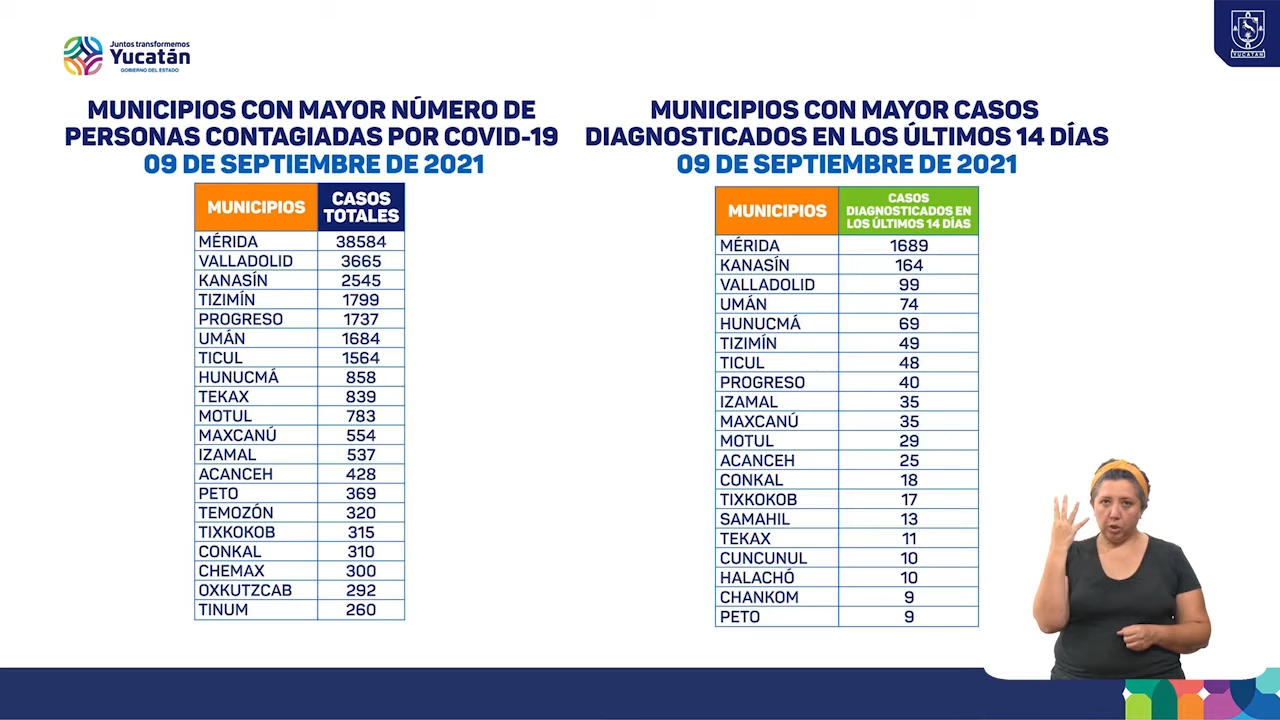 Juntos transformemos
Yucatán
GOBIERNO DEL ESTADO
YUCATÁN
MUNICIPIOS CON MAYOR NÚMERO DE
PERSONAS CONTAGIADAS POR COVID-19
09 DE SEPTIEMBRE DE 2021
MUNICIPIOS CASOS TOTALES
MÉRIDA 38584
VALLADOLID 3665
KANASÍN 2545
TIZIMÍN 1799
PROGRESO 1737
UMÁN 1684
TICUL 1564
HUNUCMÁ 858
TEKAX 839
MOTUL 783
MAXCANÚ 554
IZAMAL 537
ACANCEH 428
PETO 369
TEMOZÓN 320
TIXKOKOB 315
CONKAL 310
CHEMAX 300
OXKUTZCAB 292
TINUM 260
MUNICIPIOS CON MAYOR CASOS
DIAGNOSTICADOS EN LOS ÚLTIMOS 14 DÍAS
09 DE SEPTIEMBRE DE 2021
MUNICIPIOS CASOS DIAGNOSTICADOS EN LOS ÚLTIMOS 14 DÍAS
MÉRIDA 1689
KANASÍN 164
VALLADOLID 99
UMÁN 74
HUNUCMÁ 69
TIZIMÍN 49
TICUL 48
PROGRESO 40
IZAMAL 35
MAXCANÚ 35
MOTUL 29
ACANCEH 25
CONKAL 18
TIXKOKOB 17
SAMAHIL 13
TEKAX 11
CUNCUNUL 10
HALACHÓ 10
CHANKOM 9
PETO 9